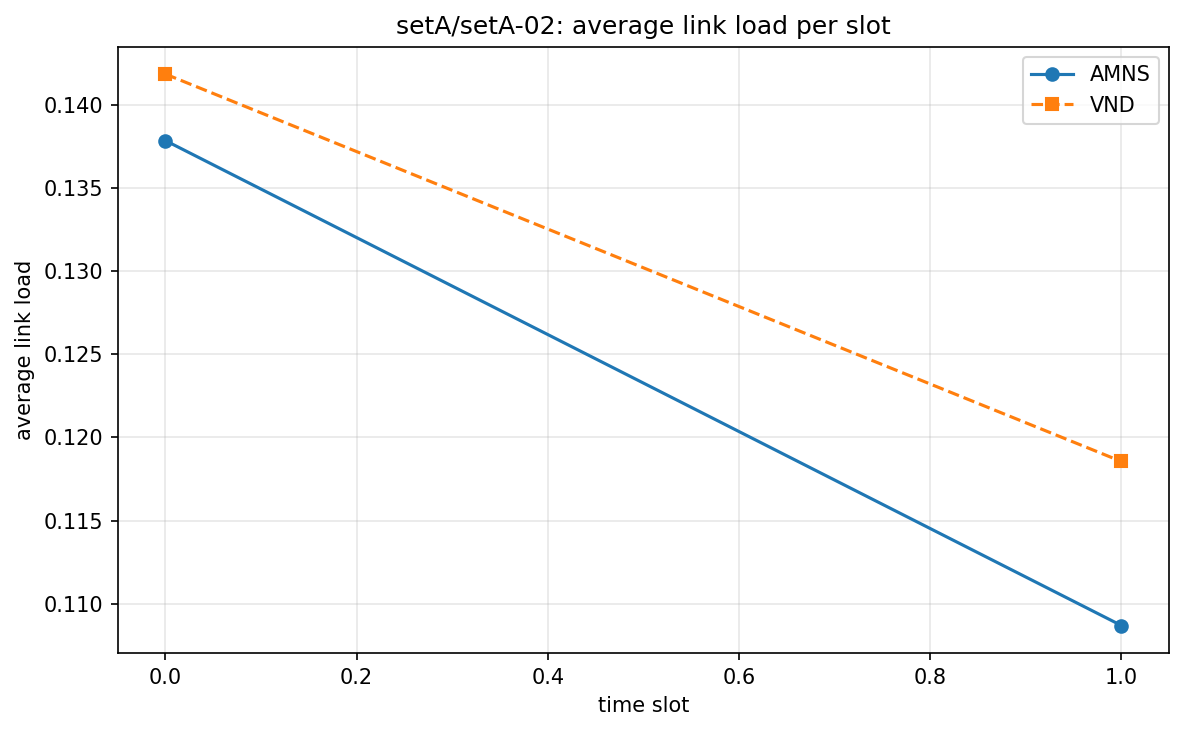 setA/setA-02: average link load per slot
AMNS
VND
average link load
0.140
0.135
0.130
0.125
0.120
0.115
0.110
0.0 0.2 0.4 0.6 0.8 1.0
time slot